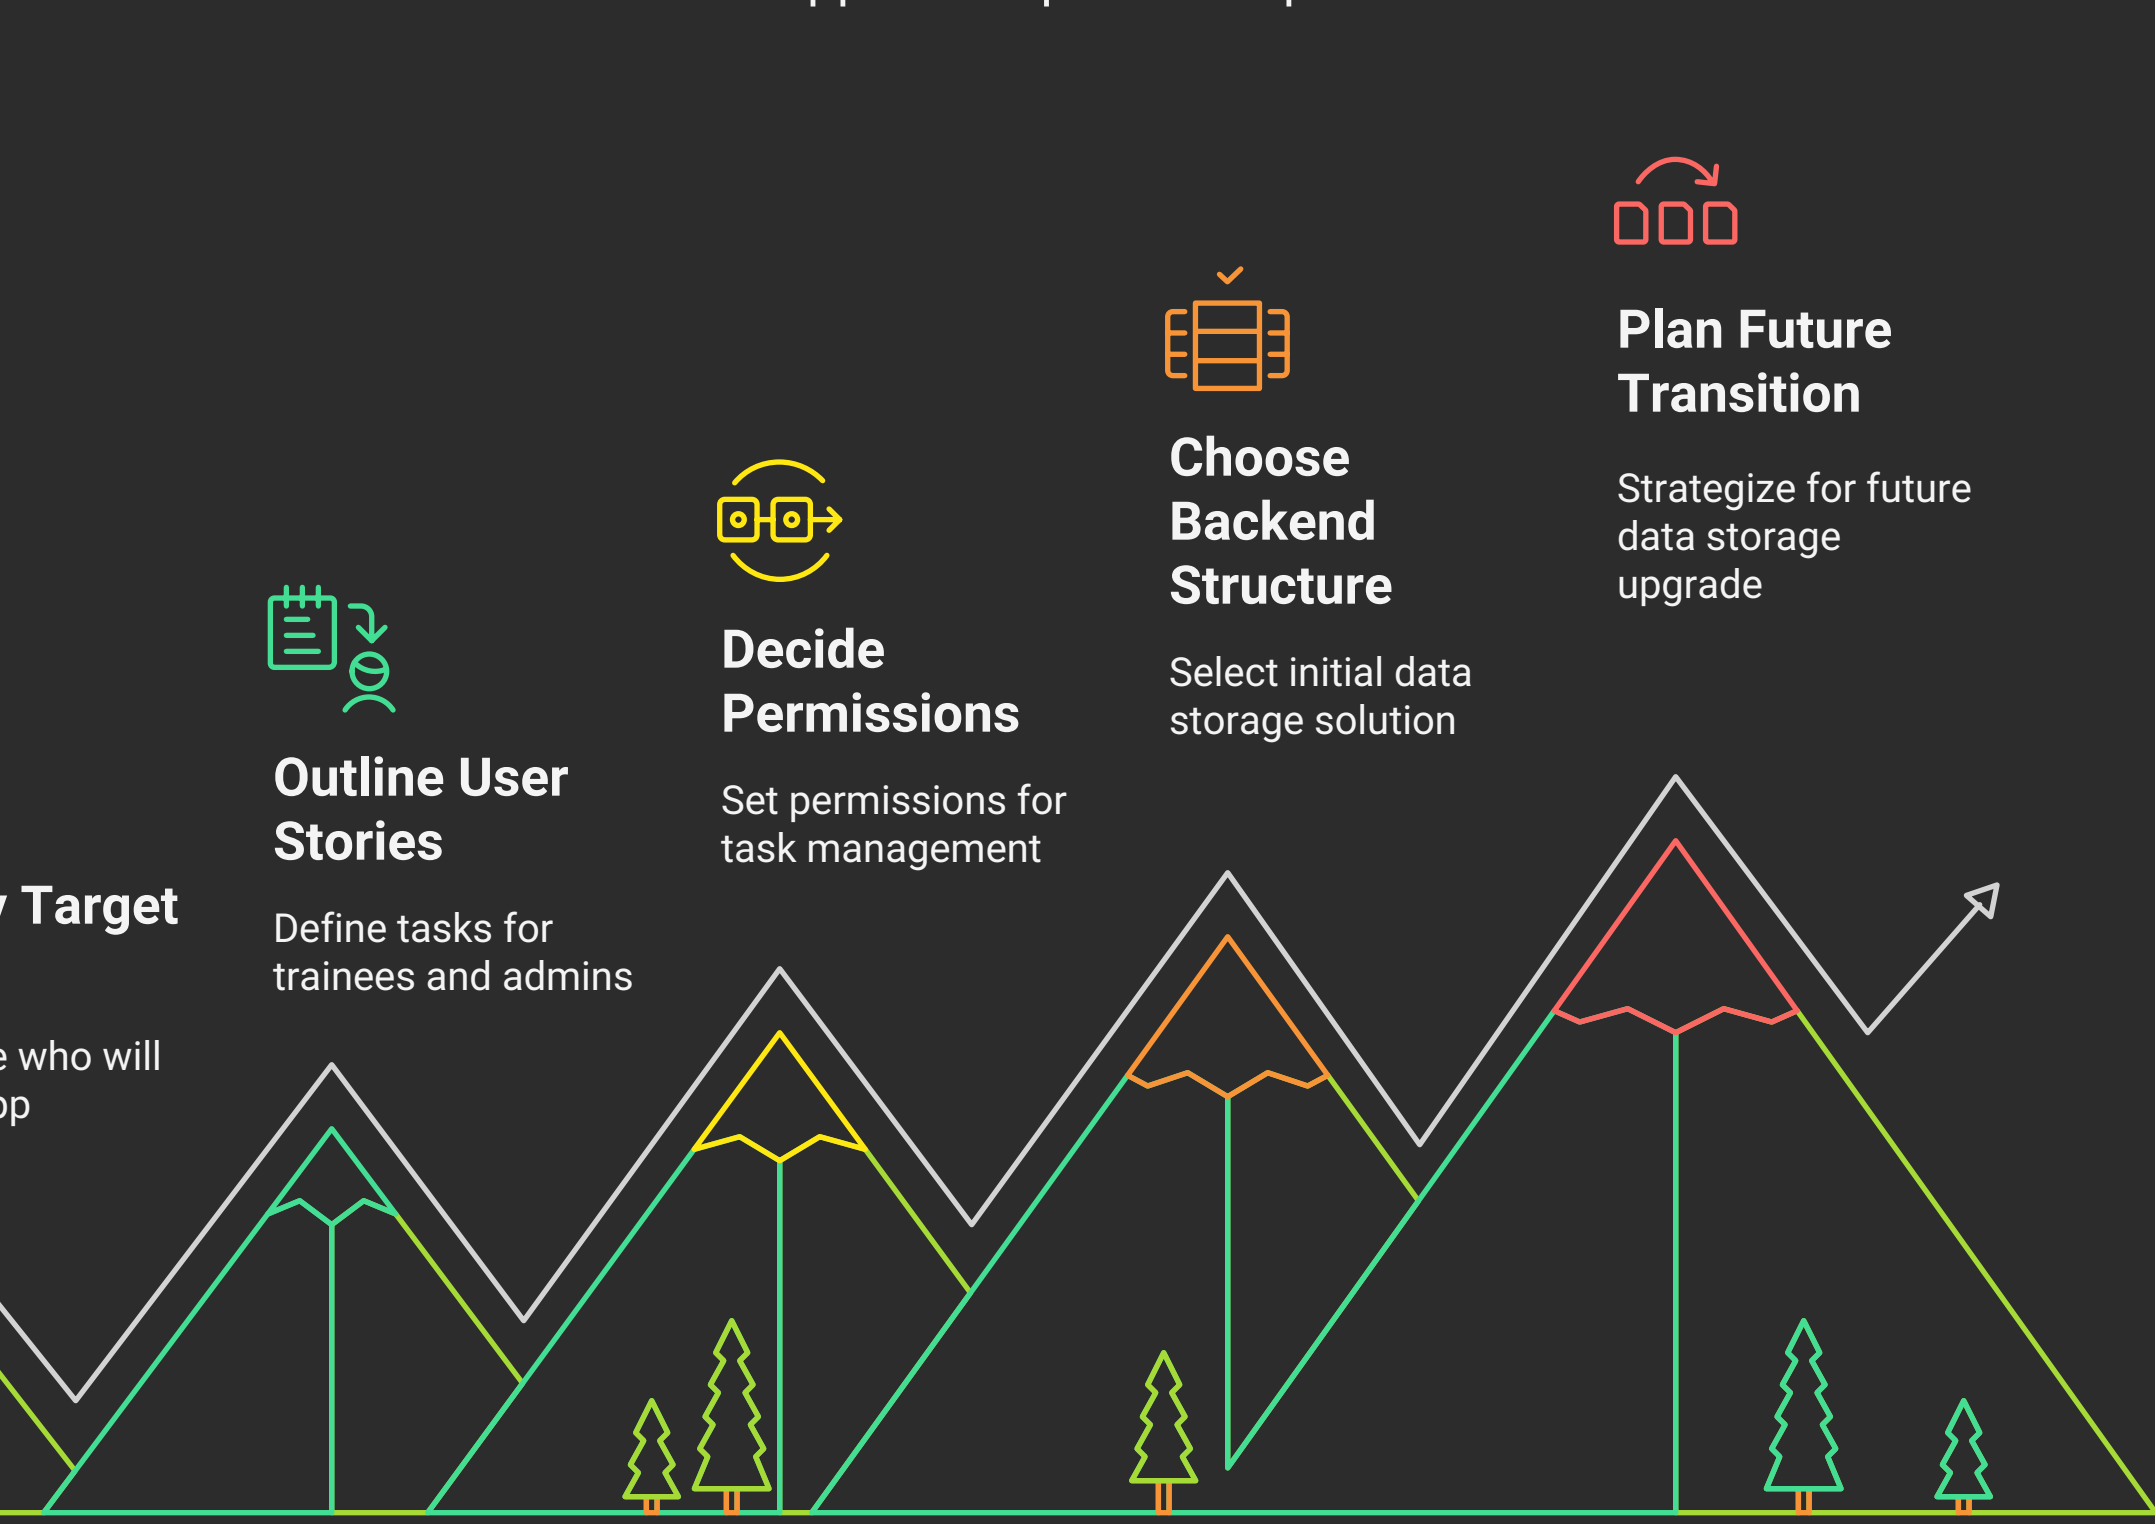 Target
who will
Outline User
Stories
Define tasks for
trainees and admins
Decide
Permissions
Set permissions for
task management
Choose
Backend
Structure
Select initial data
storage solution
Plan Future
Transition
Strategize for future
data storage
upgrade